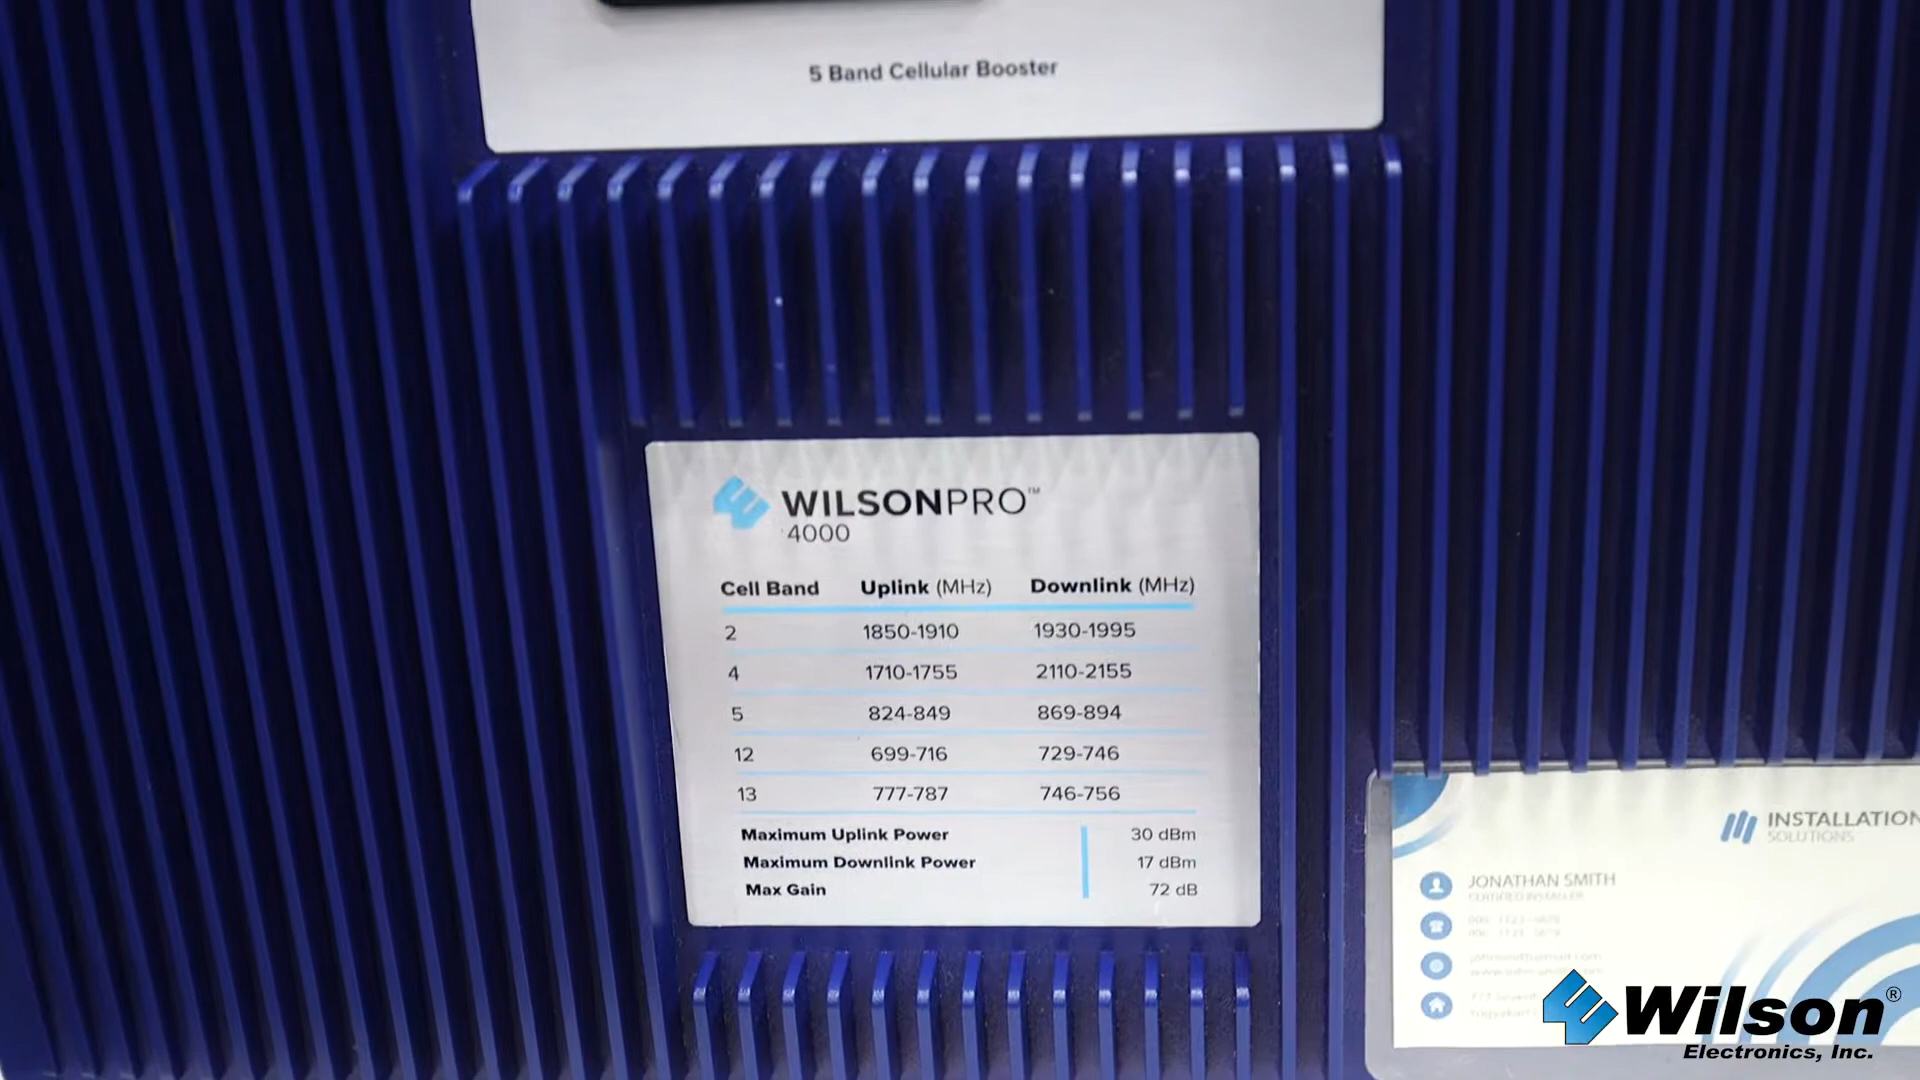 5 Band Cellular Booster
WILSONPRO™
4000
Cell Band Uplink (MHz) Downlink (MHz)
2 1850-1910 1930-1995
4 1710-1755 2110-2155
5 824-849 869-894
12 699-716 729-746
13 777-787 746-756
Maximum Uplink Power 30 dBm
Maximum Downlink Power 17 dBm
Max Gain 72 dB
INSTALLATION
SOLUTIONS
JONATHAN SMITH
CERTIFIED INSTALLER
Wilson®
Electronics, Inc.